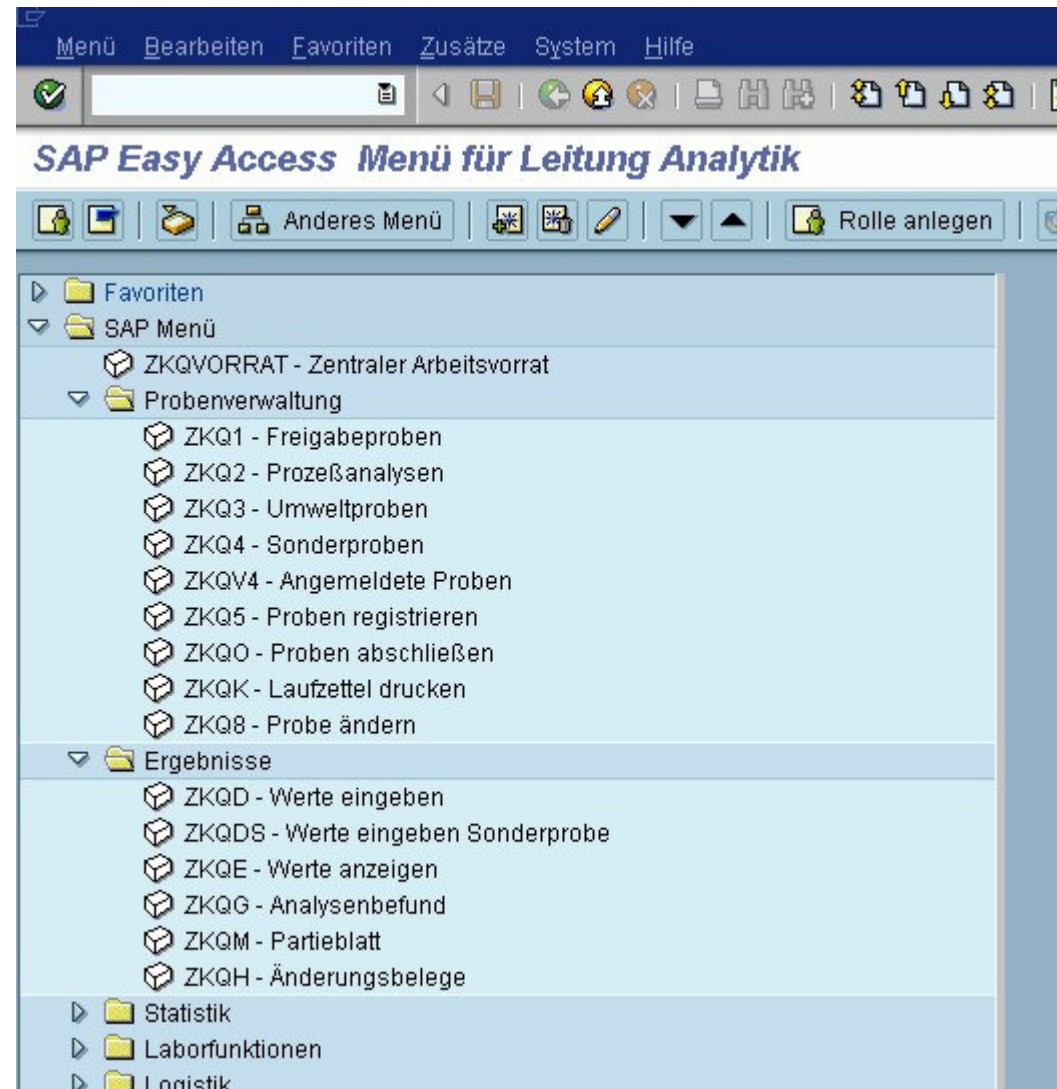 Menü Bearbeiten Favoriten Zusätze System Hilfe
SAP Easy Access Menü für Leitung Analytik
Anderes Menü Rolle anlegen
Favoriten
SAP Menü
ZKQVORRAT - Zentraler Arbeitsvorrat
Probenverwaltung
ZKQ1 - Freigabeproben
ZKQ2 - Prozeßanalysen
ZKQ3 - Umweltproben
ZKQ4 - Sonderproben
ZKQV4 - Angemeldete Proben
ZKQ5 - Proben registrieren
ZKQO - Proben abschließen
ZKQK - Laufzettel drucken
ZKQ8 - Probe ändern
Ergebnisse
ZKQD - Werte eingeben
ZKQDS - Werte eingeben Sonderprobe
ZKQE - Werte anzeigen
ZKQG - Analysenbefund
ZKQM - Partieblatt
ZKQH - Änderungsbelege
Statistik
Laborfunktionen
Logistik